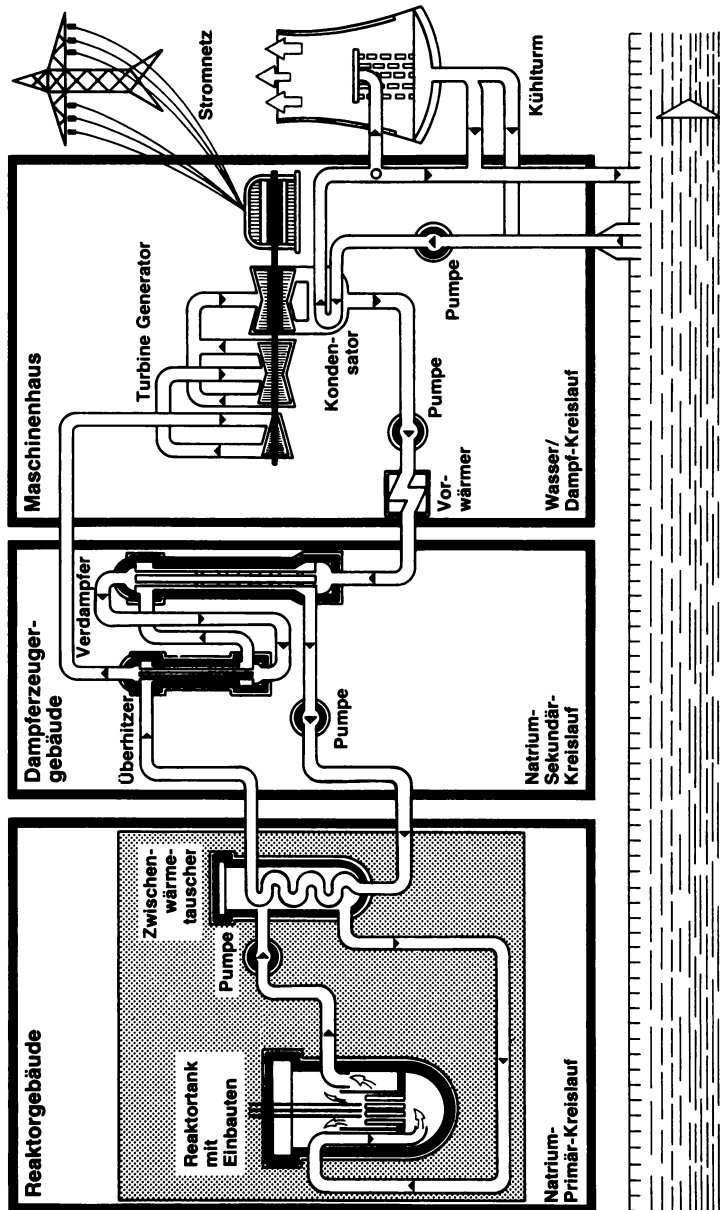 Reaktorgebäude
Reaktortank
mit
Einbauten
Pumpe
Zwischen-
wärme-
tauscher
Natrium-
Primär-Kreislauf
Dampferzeuger-
gebäude
Überhitzer
Verdampfer
Pumpe
Natrium-
Sekundär-
Kreislauf
Maschinenhaus
Turbine Generator
Konden-
sator
Vor-
wärmer
Pumpe
Pumpe
Wasser/
Dampf-Kreislauf
Stromnetz
Kühlturm